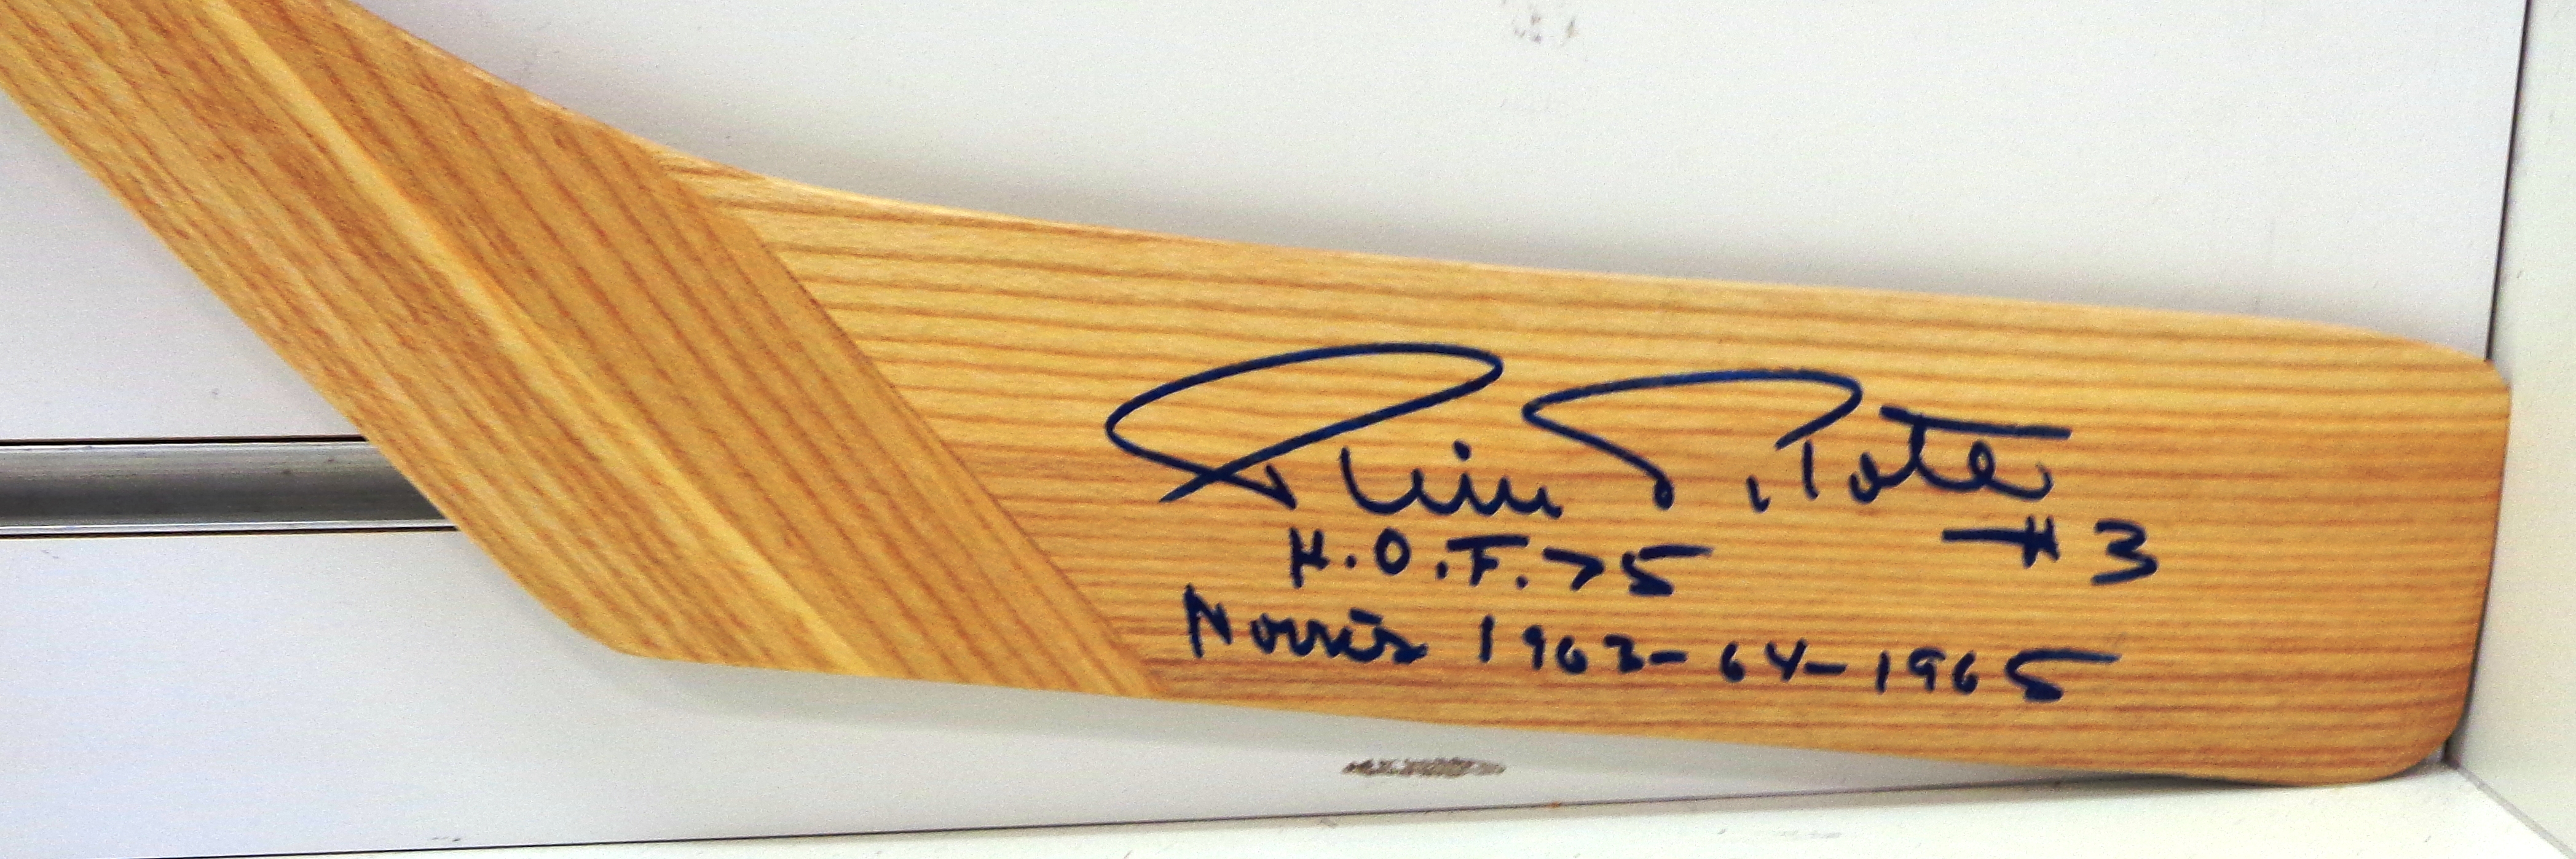 Pierre Pilote
#3
H.O.F. 75
Norris 1963-64-1965